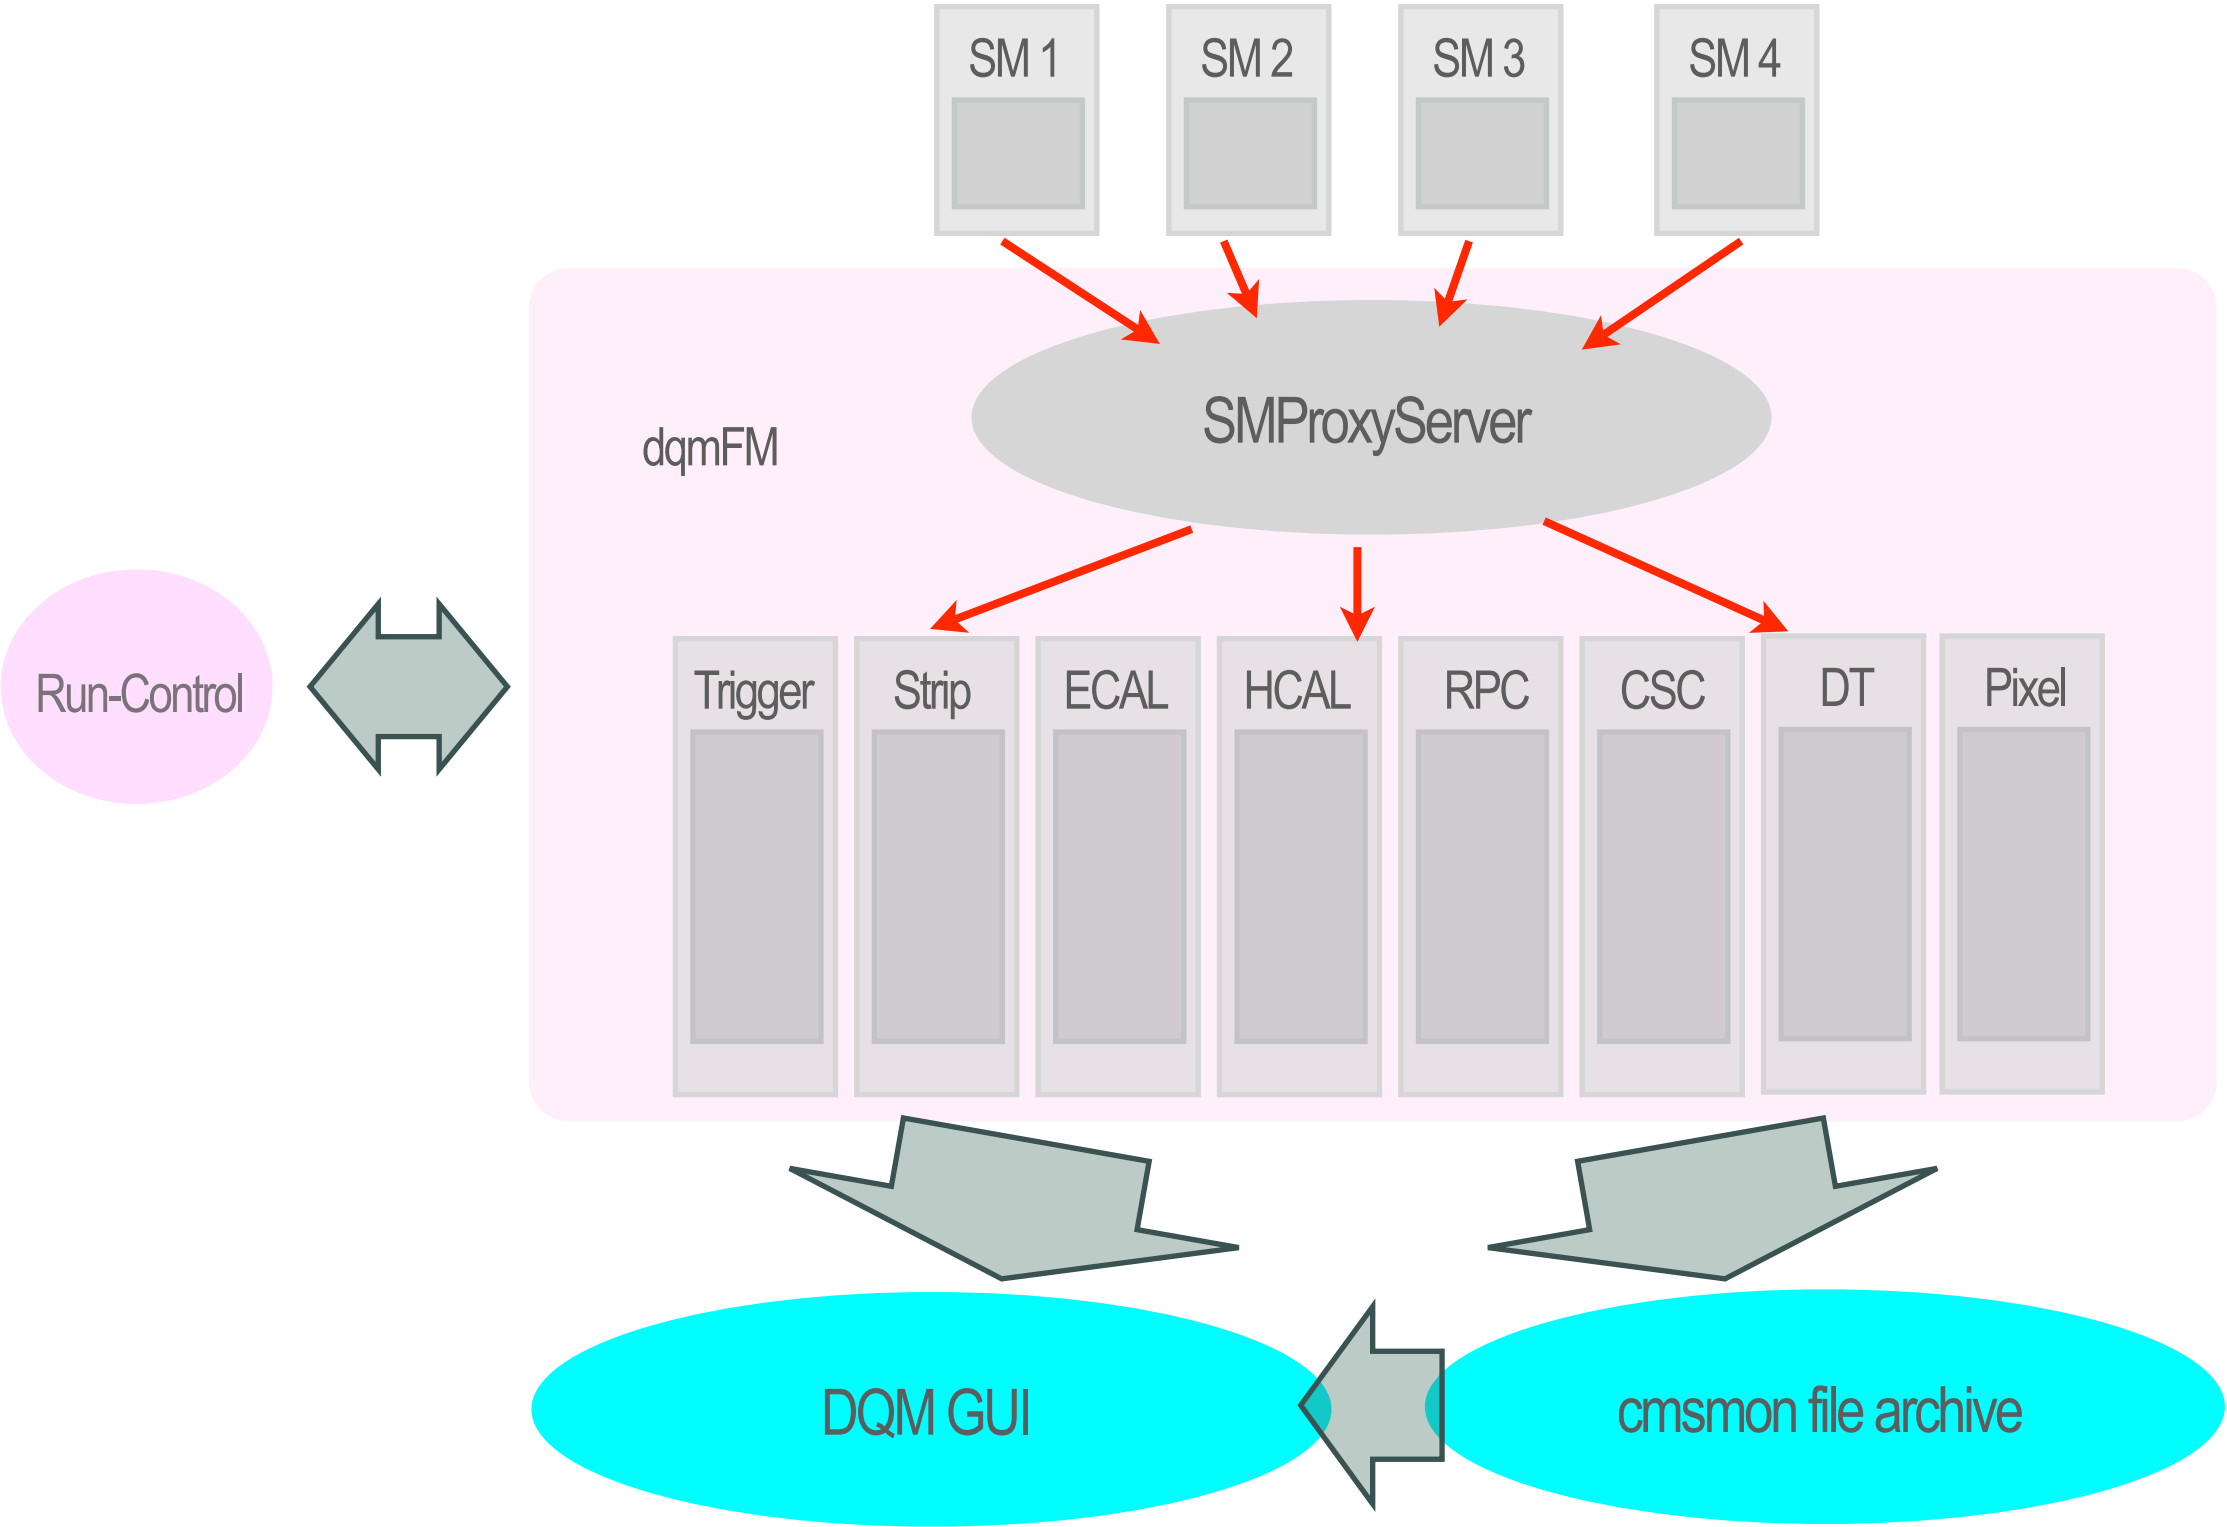 SM 1
SM 2
SM 3
SM 4
SMProxyServer
dqmFM
Run-Control
Trigger
Strip
ECAL
HCAL
RPC
CSC
DT
Pixel
DQM GUI
cmsmon file archive